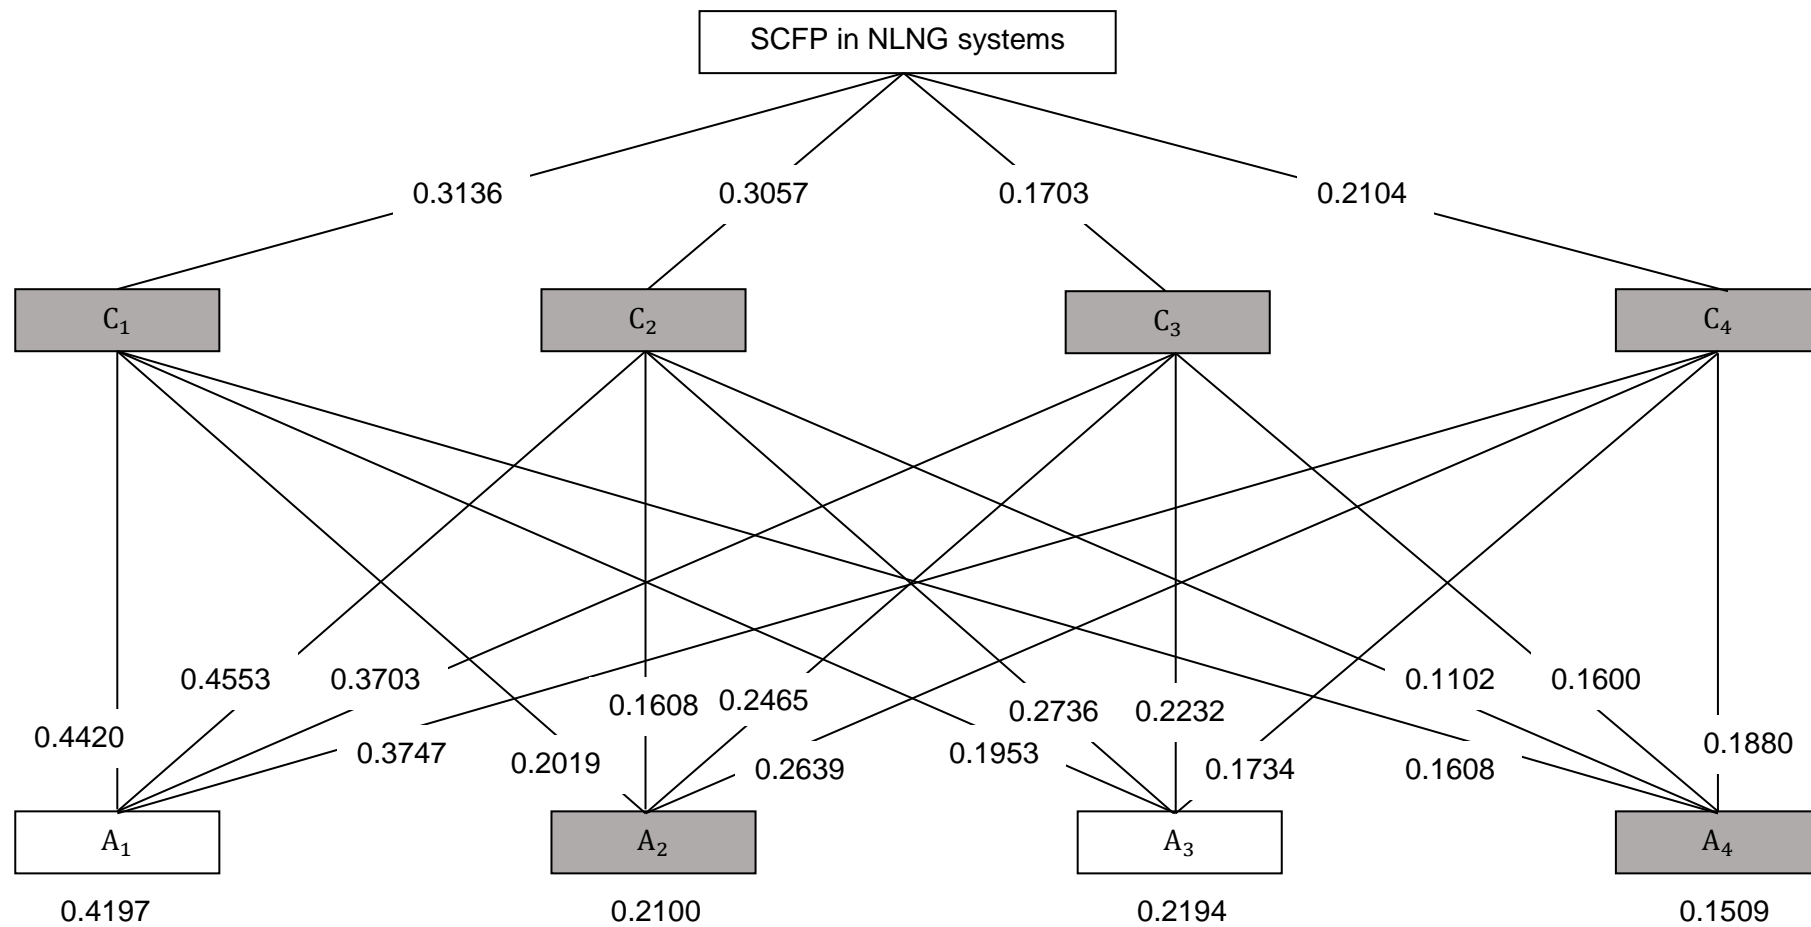 SCFP in NLNG systems
0.3136
0.3057
0.1703
0.2104
C₁
C₂
C₃
C₄
0.4553
0.3703
0.1102
0.1600
0.1608
0.2465
0.2736
0.2232
0.4420
0.3747
0.2019
0.2639
0.1953
0.1734
0.1608
0.1880
A₁
A₂
A₃
A₄
0.4197
0.2100
0.2194
0.1509